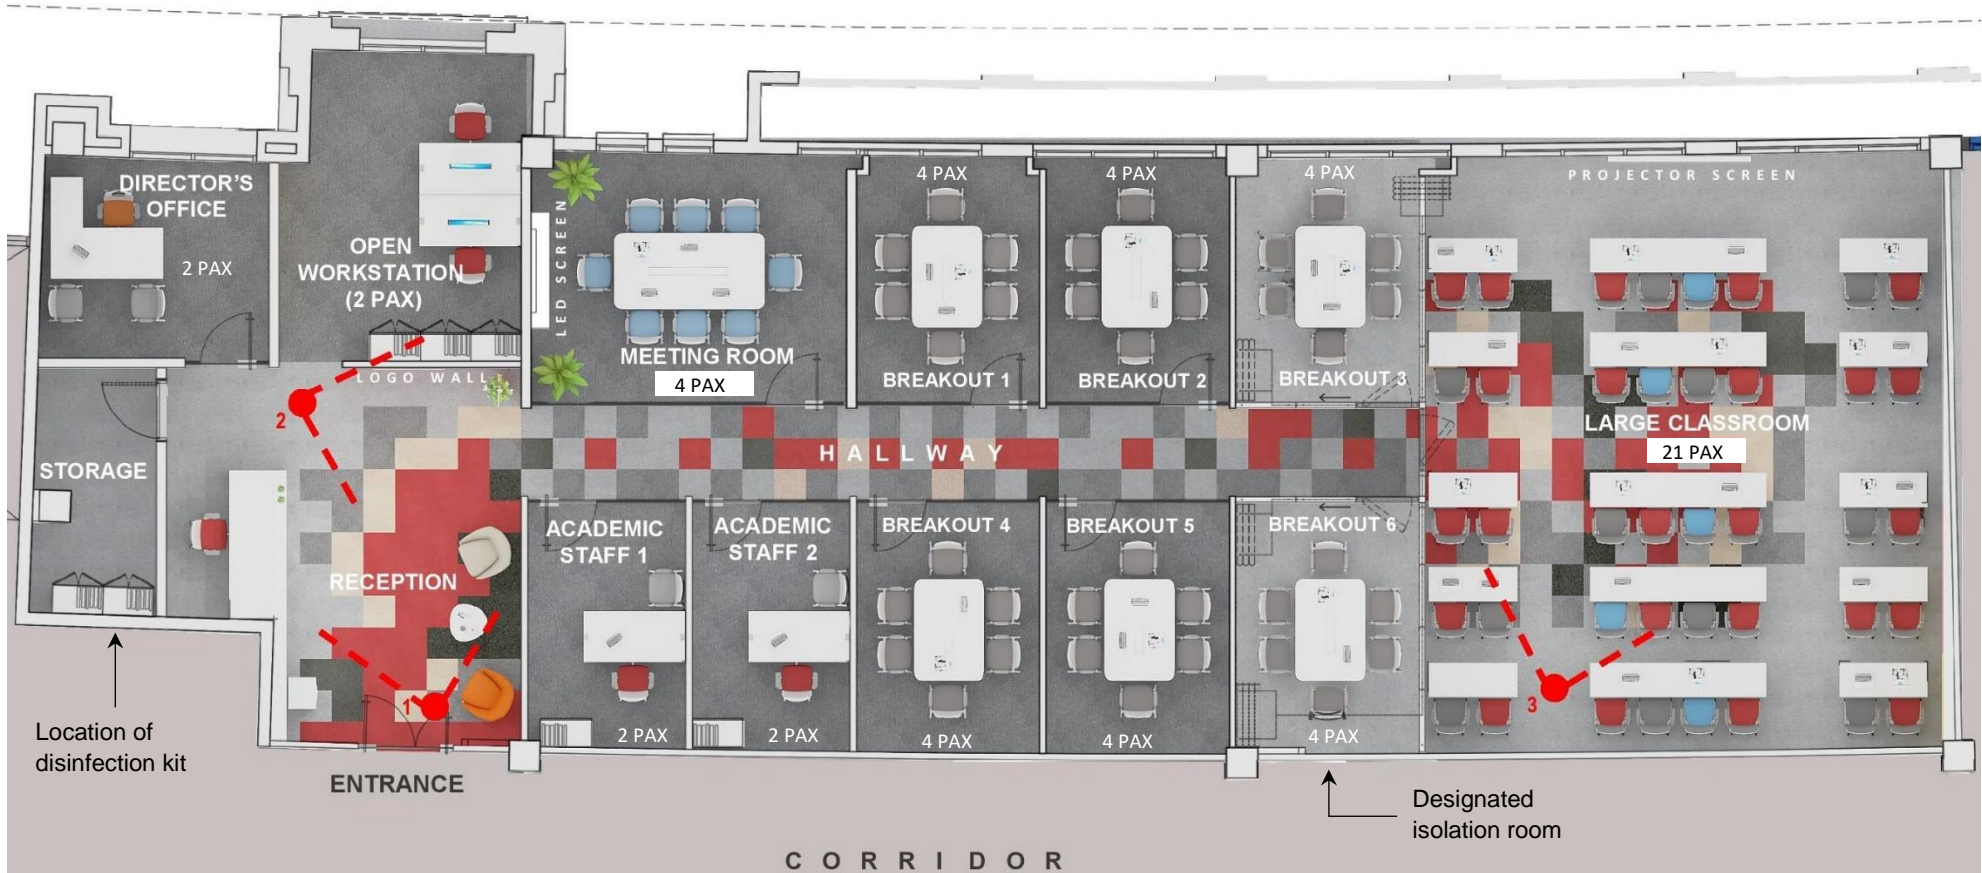 4 PAX
4 PAX
4 PAX
PROJECTOR SCREEN
DIRECTOR'S
OFFICE
2 PAX
OPEN
WORKSTATION
(2 PAX)
LED SCREEN
MEETING ROOM
4 PAX
BREAKOUT 1
BREAKOUT 2
BREAKOUT 3
LOGO WALL
2
LARGE CLASSROOM
21 PAX
HALLWAY
STORAGE
ACADEMIC
STAFF 1
ACADEMIC
STAFF 2
BREAKOUT 4
BREAKOUT 5
BREAKOUT 6
RECEPTION
1
3
2 PAX
2 PAX
4 PAX
4 PAX
4 PAX
Location of
disinfection kit
ENTRANCE
Designated
isolation room
CORRIDOR